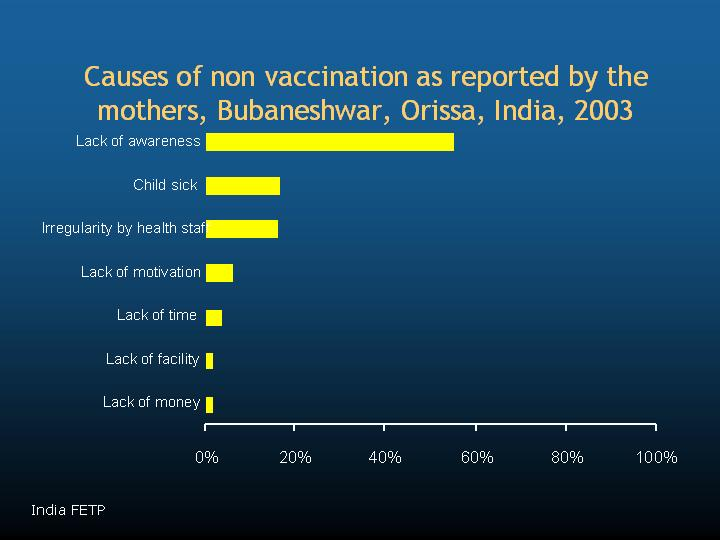 Causes of non vaccination as reported by the
mothers, Bubaneshwar, Orissa, India, 2003
Lack of awareness
Child sick
Irregularity by health staf
Lack of motivation
Lack of time
Lack of facility
Lack of money
0% 20% 40% 60% 80% 100%
India FETP